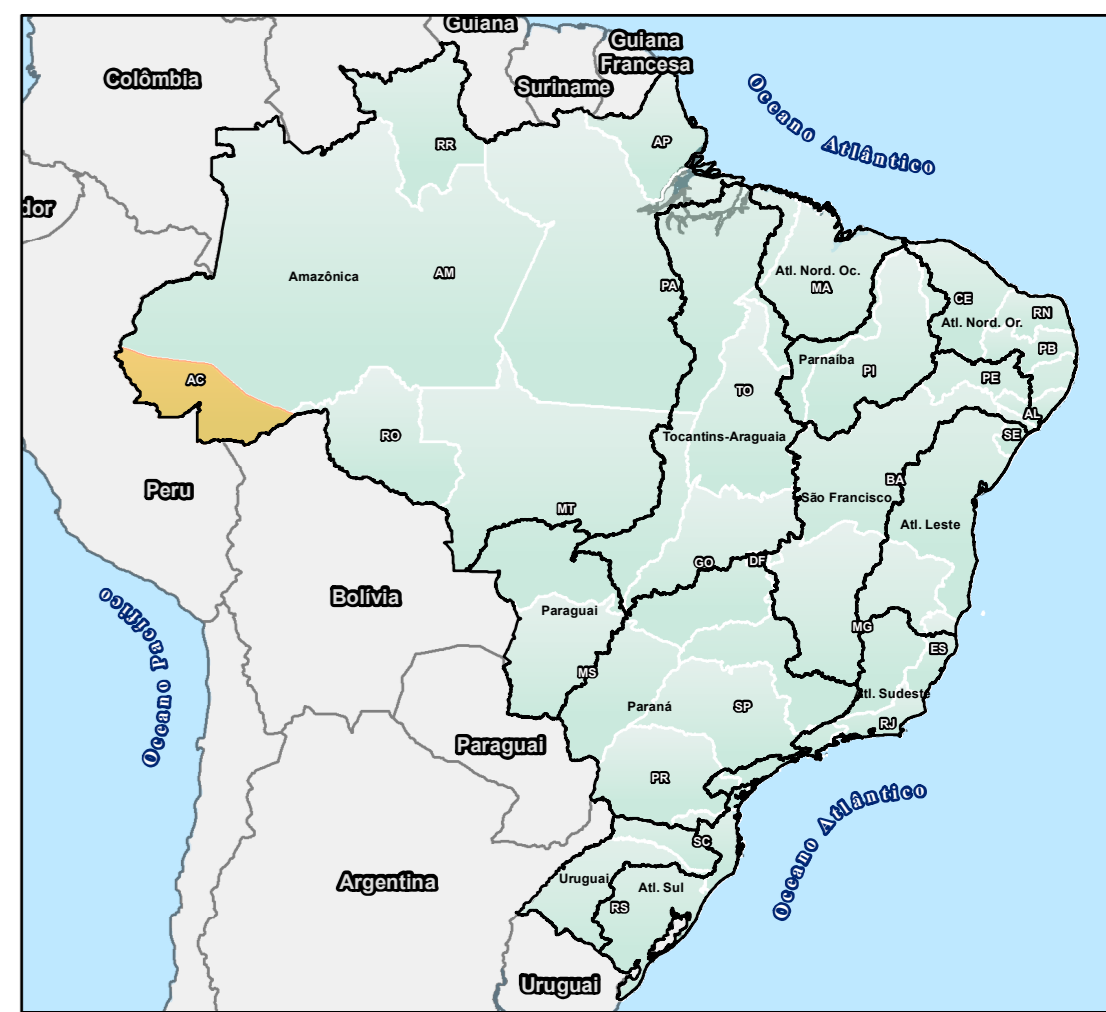 Guiana
Guiana
Francesa
Colômbia
Suriname
Oceano Atlântico
RR
AP
dor
Amazônica
AM
PA
Atl. Nord. Oc.
MA
CE
RN
Atl. Nord. Or.
PB
Parnaíba
PI
PE
AC
TO
AL
RO
Tocantins-Araguaia
SE
BA
Peru
São Francisco
MT
Atl. Leste
GO
DF
Bolívia
Oceano Pacífico
Paraguai
MG
ES
MS
Paraná
SP
Atl. Sudeste
RJ
Paraguai
PR
Oceano Atlântico
SC
Argentina
Uruguai
Atl. Sul
RS
Uruguai